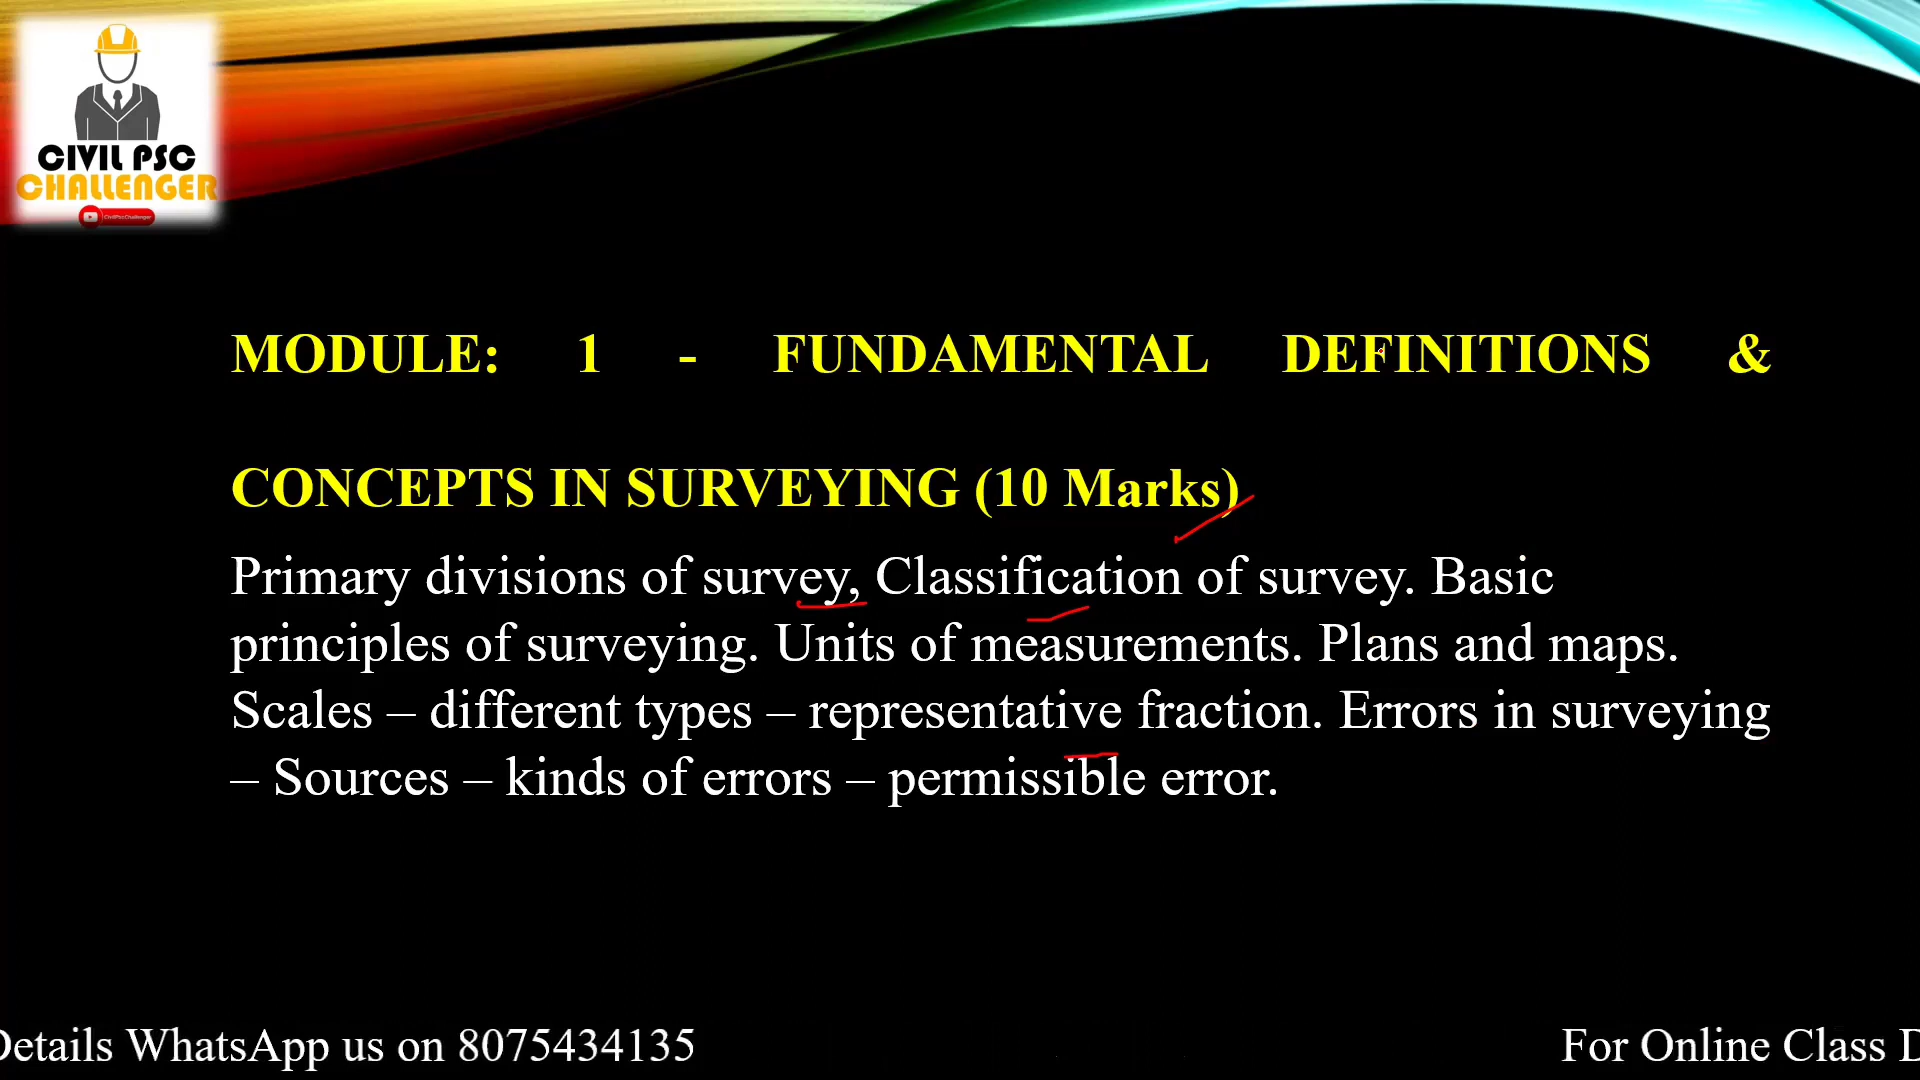 CIVIL PSC
CHALLENGER
CivilPscChallenger
MODULE: 1 - FUNDAMENTAL DEFINITIONS &
CONCEPTS IN SURVEYING (10 Marks)
Primary divisions of survey, Classification of survey. Basic
principles of surveying. Units of measurements. Plans and maps.
Scales – different types – representative fraction. Errors in surveying
– Sources – kinds of errors – permissible error.
Details WhatsApp us on 8075434135
For Online Class D